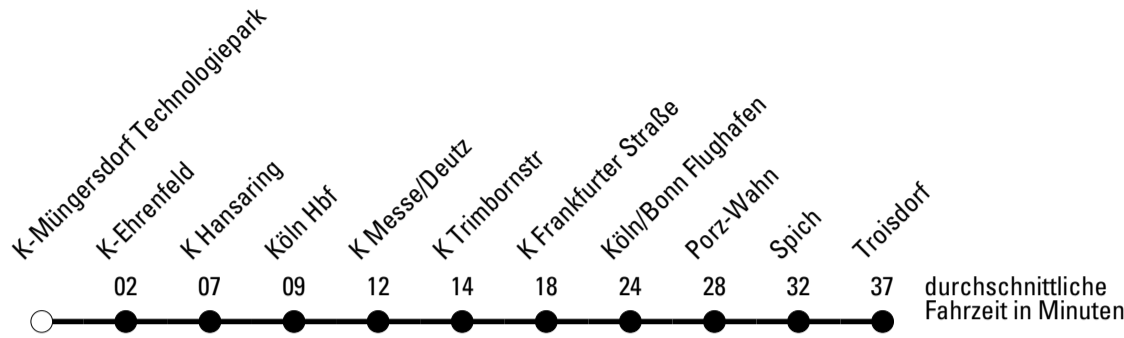 K-Müngersdorf Technologiepark
K-Ehrenfeld
K Hansaring
Köln Hbf
K Messe/Deutz
K Trimbornstr
K Frankfurter Straße
Köln/Bonn Flughafen
Porz-Wahn
Spich
Troisdorf
02 07 09 12 14 18 24 28 32 37
durchschnittliche
Fahrzeit in Minuten